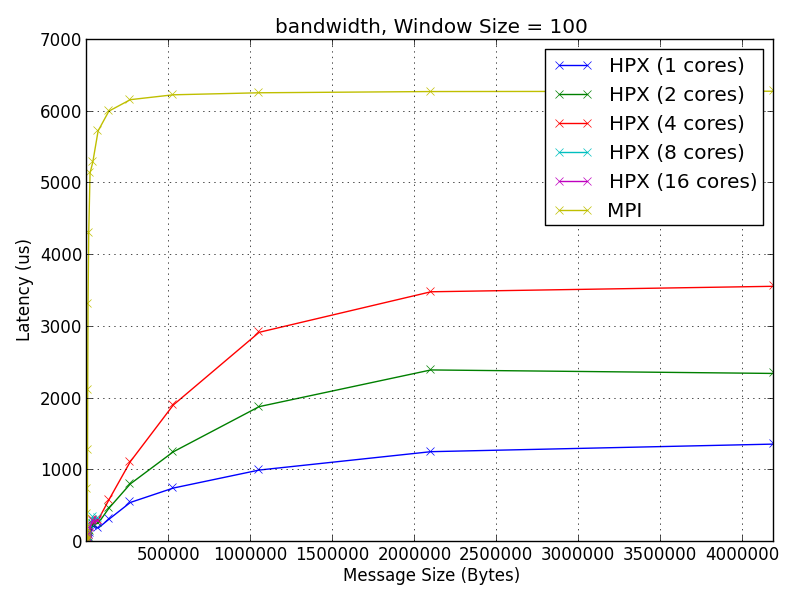 bandwidth, Window Size = 100
7000
6000
5000
4000
3000
2000
1000
0
Latency (us)
HPX (1 cores)
HPX (2 cores)
HPX (4 cores)
HPX (8 cores)
HPX (16 cores)
MPI
500000 1000000 1500000 2000000 2500000 3000000 3500000 4000000
Message Size (Bytes)